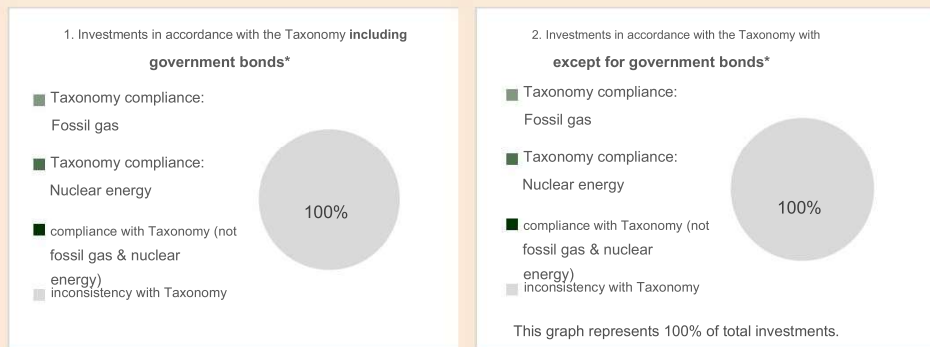 1. Investments in accordance with the Taxonomy including
government bonds*
Taxonomy compliance:
Fossil gas
Taxonomy compliance:
Nuclear energy
compliance with Taxonomy (not
fossil gas & nuclear
energy)
inconsistency with Taxonomy
100%
2. Investments in accordance with the Taxonomy with
except for government bonds*
Taxonomy compliance:
Fossil gas
Taxonomy compliance:
Nuclear energy
compliance with Taxonomy (not
fossil gas & nuclear
energy)
inconsistency with Taxonomy
100%
This graph represents 100% of total investments.